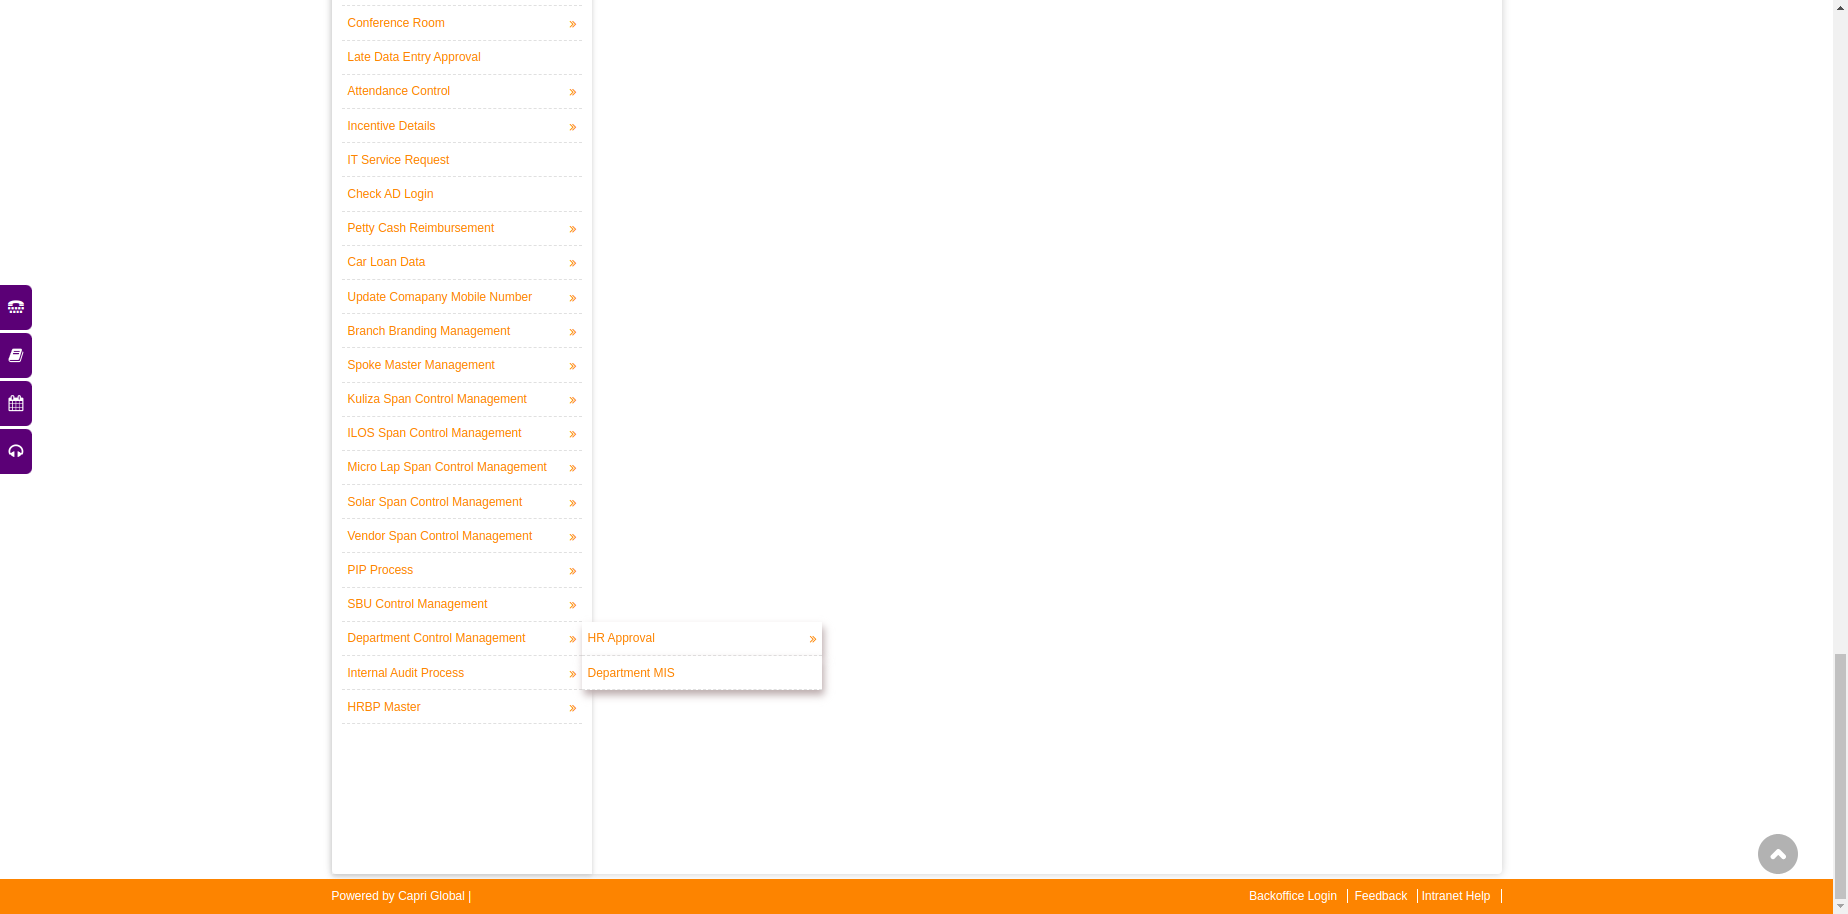 Conference Room
Late Data Entry Approval
Attendance Control
Incentive Details
IT Service Request
Check AD Login
Petty Cash Reimbursement
Car Loan Data
Update Comapany Mobile Number
Branch Branding Management
Spoke Master Management
Kuliza Span Control Management
ILOS Span Control Management
Micro Lap Span Control Management
Solar Span Control Management
Vendor Span Control Management
PIP Process
SBU Control Management
Department Control Management
HR Approval
Internal Audit Process
Department MIS
HRBP Master
Powered by Capri Global |
Backoffice Login | Feedback | Intranet Help |